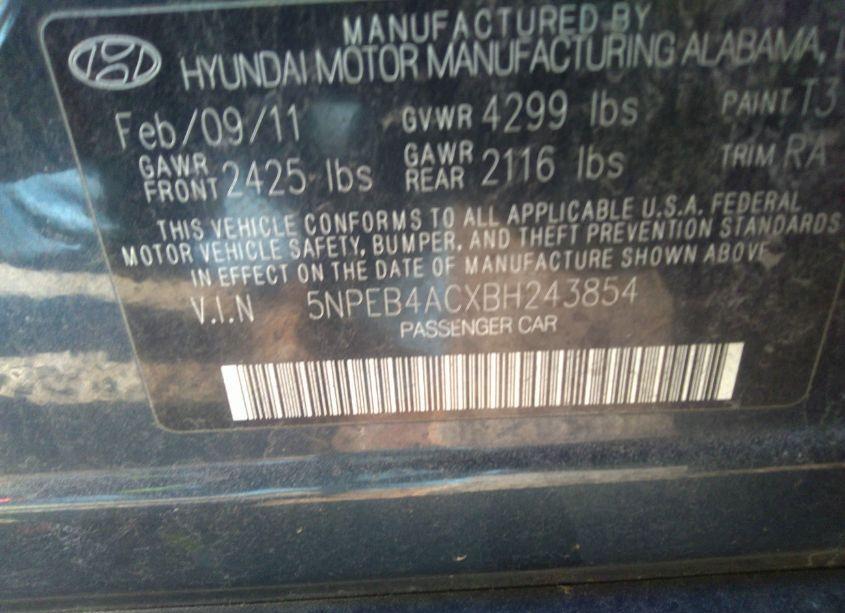 MANUFACTURED BY
HYUNDAI MOTOR MANUFACTURING ALABAMA,
Feb/09/11 GVWR 4299 lbs PAINT T3
GAWR FRONT 2425 lbs GAWR REAR 2116 lbs TRIM RA
THIS VEHICLE CONFORMS TO ALL APPLICABLE U.S.A. FEDERAL
MOTOR VEHICLE SAFETY, BUMPER, AND THEFT PREVENTION STANDARDS
IN EFFECT ON THE DATE OF MANUFACTURE SHOWN ABOVE
V.I.N 5NPEB4ACXBH243854
PASSENGER CAR